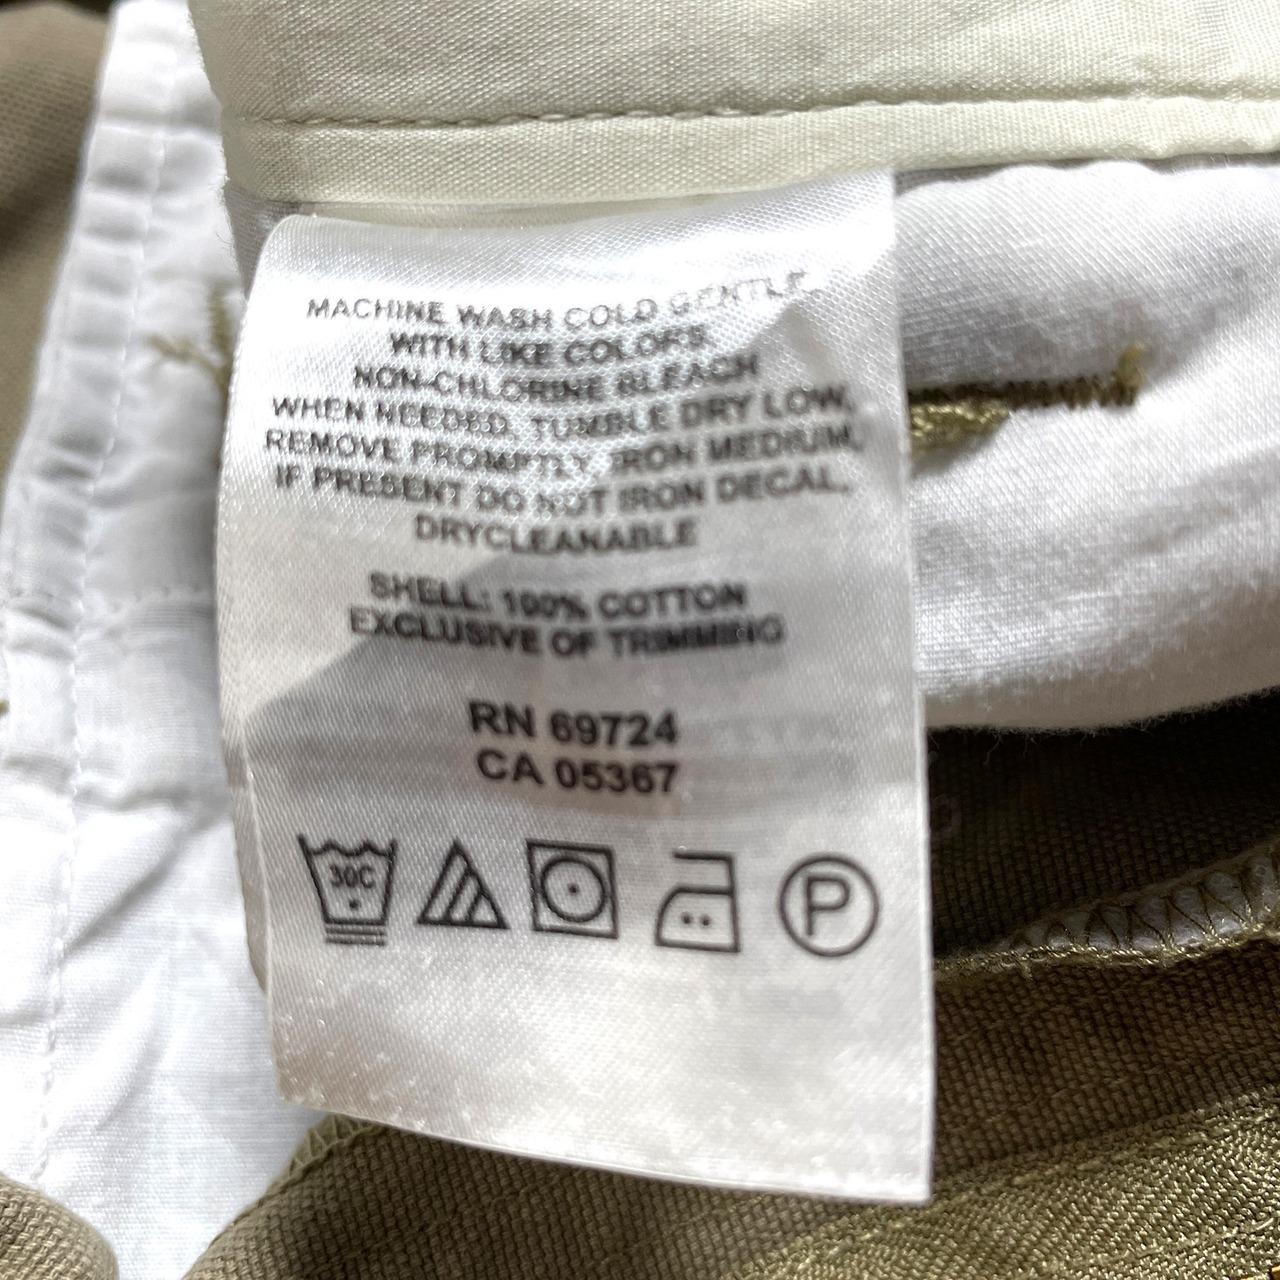 MACHINE WASH COLD GENTLE
WITH LIKE COLORS
NON-CHLORINE BLEACH
WHEN NEEDED. TUMBLE DRY LOW,
REMOVE PROMPTLY. IRON MEDIUM,
IF PRESENT DO NOT IRON DECAL,
DRYCLEANABLE
SHELL: 100% COTTON
EXCLUSIVE OF TRIMMING
RN 69724
CA 05367
30C P